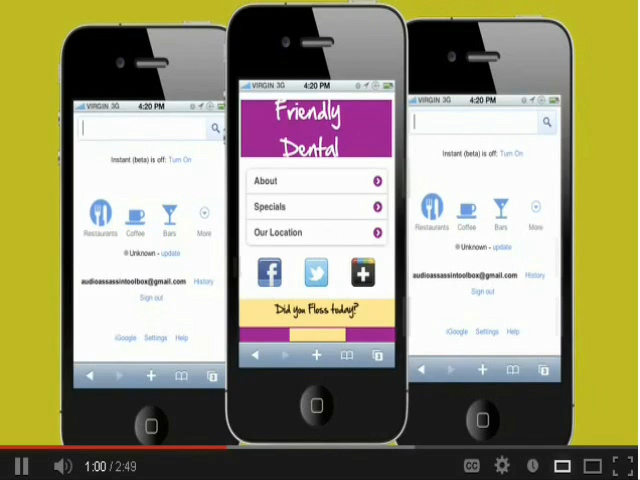 VIRGIN 3G 4:20 PM
Instant (beta) is off: Turn On
Restaurants Coffee Bars More
Unknown - update
audioassassintoolbox@gmail.com History
Sign out
iGoogle Settings Help
VIRGIN 3G 4:20 PM
Friendly
Dental
About
Specials
Our Location
Did you Floss today?
VIRGIN 3G 4:20 PM
Instant (beta) is off: Turn On
Restaurants Coffee Bars More
Unknown - update
audioassassintoolbox@gmail.com History
Sign out
iGoogle Settings Help
1:00 / 2:49
CC